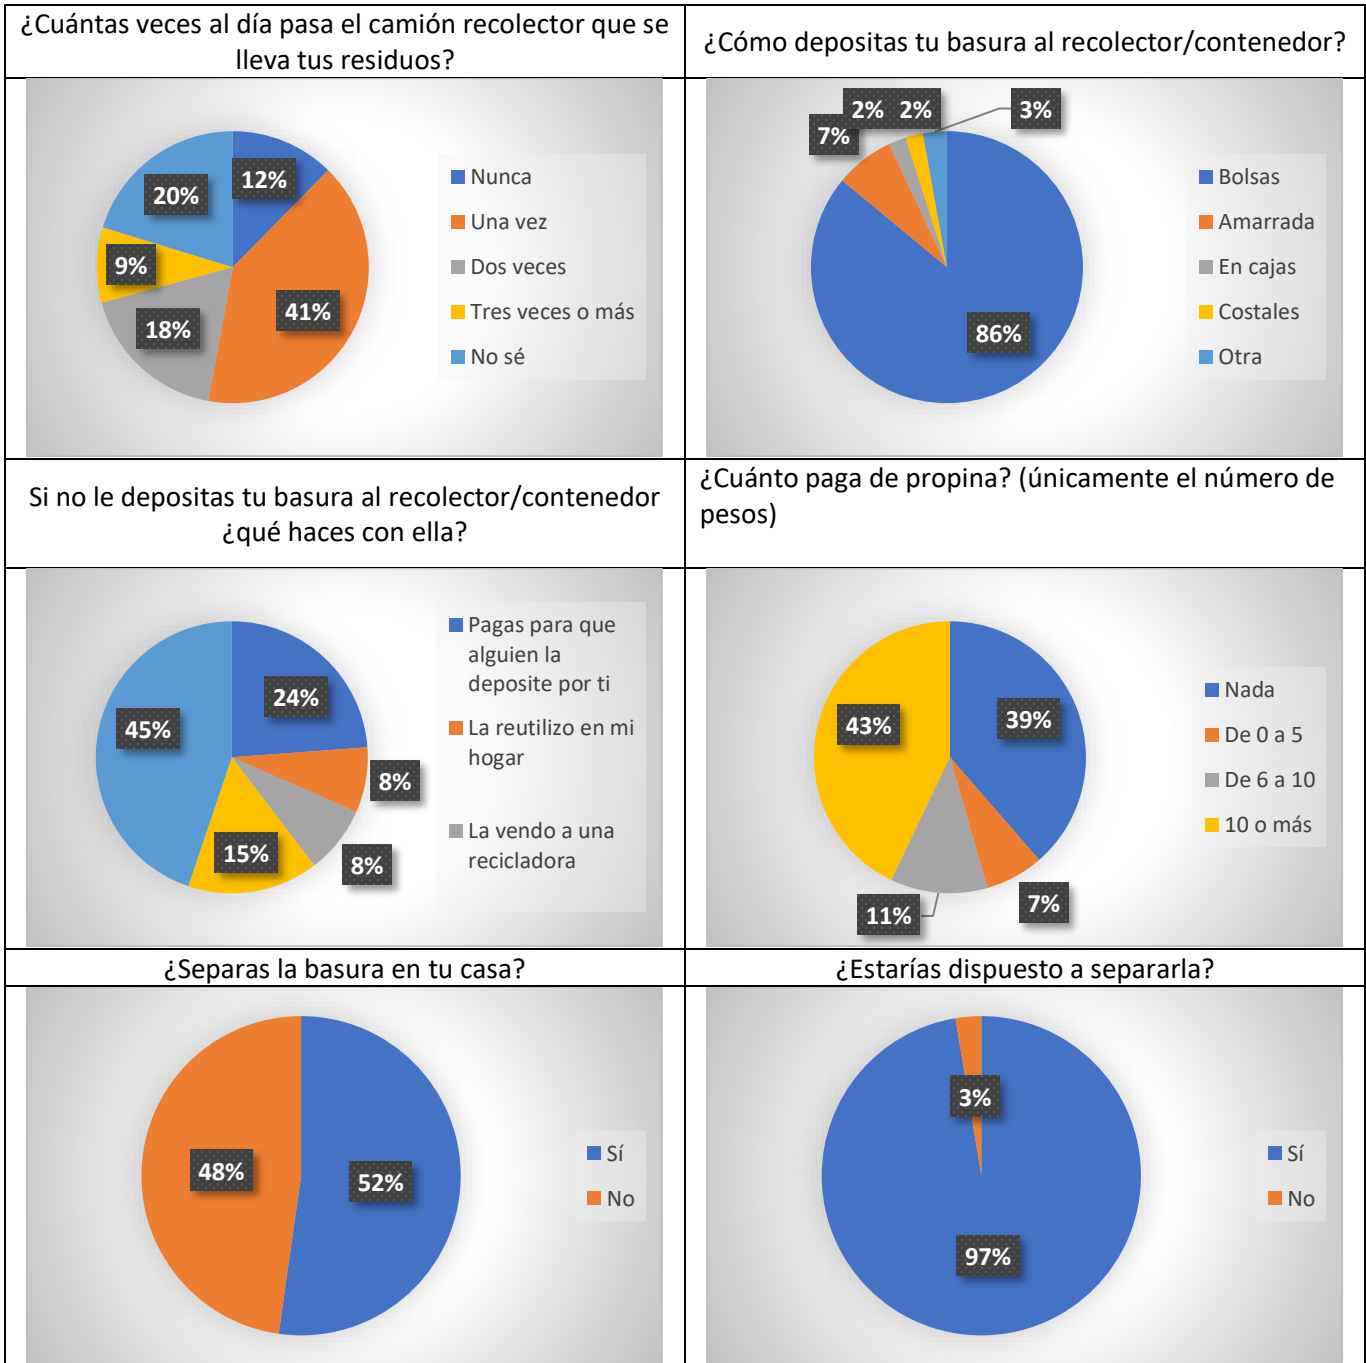 ¿Cuántas veces al día pasa el camión recolector que se
lleva tus residuos?
¿Cómo depositas tu basura al recolector/contenedor?
12%
41%
18%
9%
20%
Nunca
Una vez
Dos veces
Tres veces o más
No sé
86%
7%
2%
2%
3%
Bolsas
Amarrada
En cajas
Costales
Otra
Si no le depositas tu basura al recolector/contenedor
¿qué haces con ella?
¿Cuánto paga de propina? (únicamente el número de
pesos)
24%
8%
8%
15%
45%
Pagas para que
alguien la
deposite por ti
La reutilizo en mi
hogar
La vendo a una
recicladora
39%
7%
11%
43%
Nada
De 0 a 5
De 6 a 10
10 o más
¿Separas la basura en tu casa?
¿Estarías dispuesto a separarla?
52%
48%
Sí
No
97%
3%
Sí
No